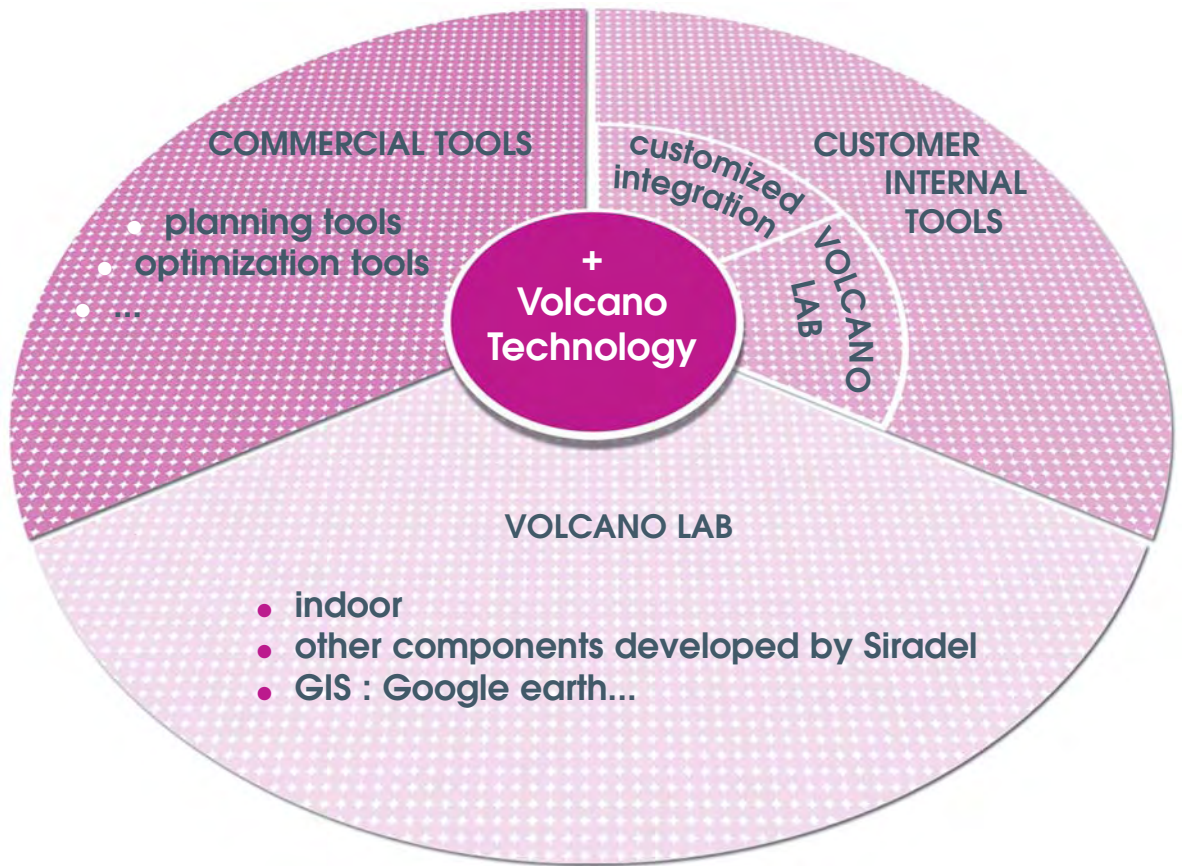 COMMERCIAL TOOLS
• planning tools
• optimization tools
• ...
customized
integration
VOLCANO
LAB
CUSTOMER
INTERNAL
TOOLS
+
Volcano
Technology
VOLCANO LAB
• indoor
• other components developed by Siradel
• GIS : Google earth...